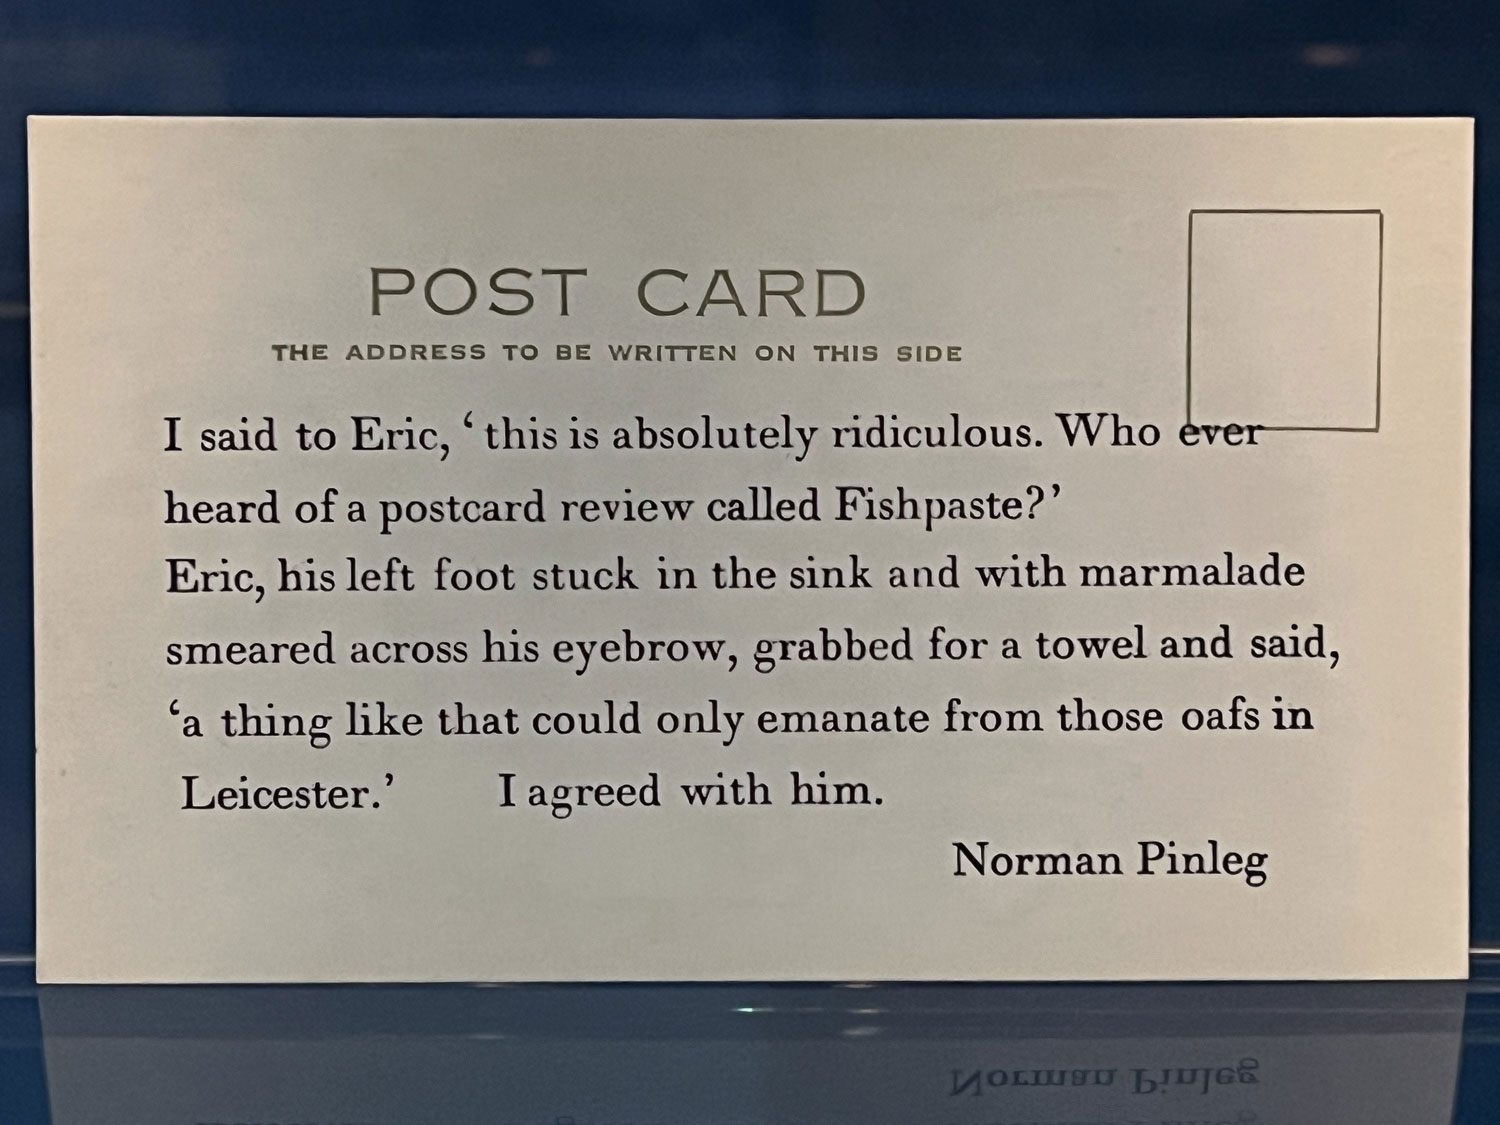 POST CARD
THE ADDRESS TO BE WRITTEN ON THIS SIDE
I said to Eric, ‘ this is absolutely ridiculous. Who ever
heard of a postcard review called Fishpaste?’
Eric, his left foot stuck in the sink and with marmalade
smeared across his eyebrow, grabbed for a towel and said,
‘a thing like that could only emanate from those oafs in
Leicester.’ I agreed with him.
Norman Pinleg
Norman Pinleg